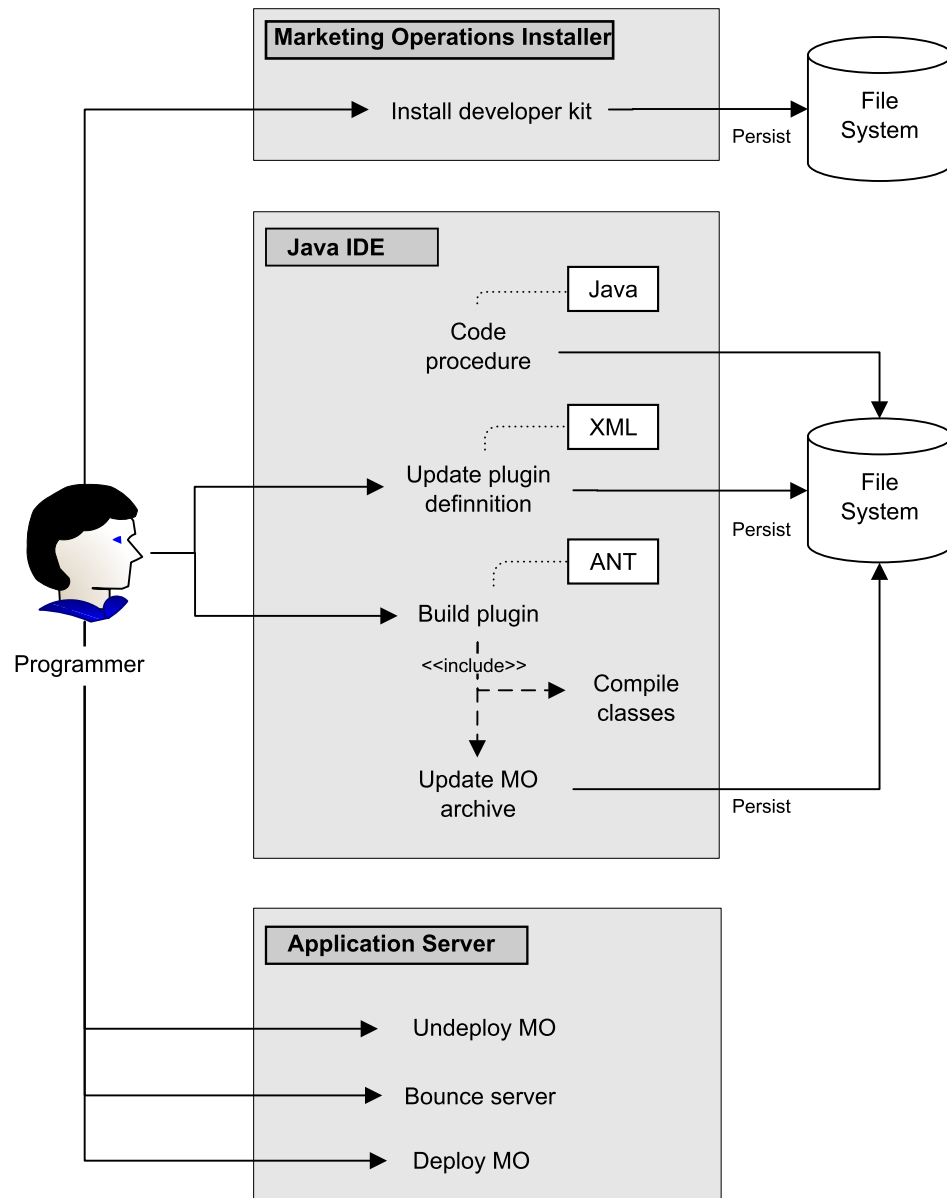 Marketing Operations Installer
Install developer kit
Persist
File
System
Java IDE
Java
Code
procedure
XML
Update plugin
definnition
Persist
File
System
ANT
Build plugin
<<include>>
Compile
classes
Update MO
archive
Persist
Programmer
Application Server
Undeploy MO
Bounce server
Deploy MO